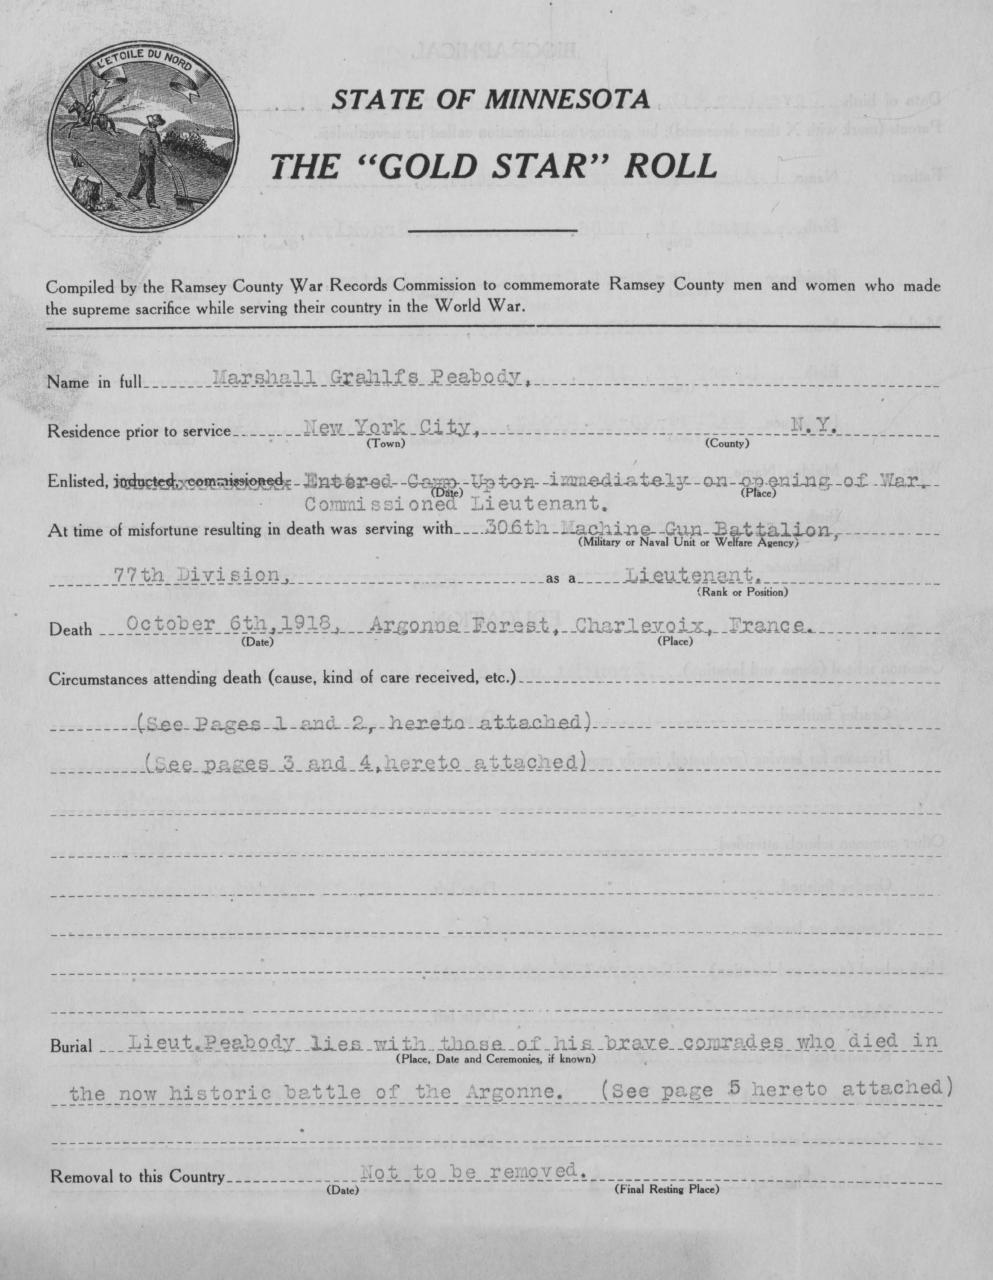 L'ETOILE DU NORD
STATE OF MINNESOTA
THE "GOLD STAR" ROLL
Compiled by the Ramsey County War Records Commission to commemorate Ramsey County men and women who made
the supreme sacrifice while serving their country in the World War.
Name in full Marshall Grahlfs Peabody,
Residence prior to service New York City, N.Y.
(Town) (County)
Enlisted, inducted, commissioned, Entered Camp Upton immediately on opening of War.
(Date) (Place)
Commissioned Lieutenant.
At time of misfortune resulting in death was serving with 306th Machine Gun Battalion,
(Military or Naval Unit or Welfare Agency)
77th Division, as a Lieutenant.
(Rank or Position)
Death October 6th,1918, Argonne Forest, Charlevoix, France.
(Date) (Place)
Circumstances attending death (cause, kind of care received, etc.)
(See Pages 1 and 2, hereto attached)
(See pages 3 and 4,hereto attached)
Burial Lieut.Peabody lies with those of his brave comrades who died in
(Place, Date and Ceremonies, if known)
the now historic battle of the Argonne. (See page 5 hereto attached)
Removal to this Country Not to be removed.
(Date) (Final Resting Place)